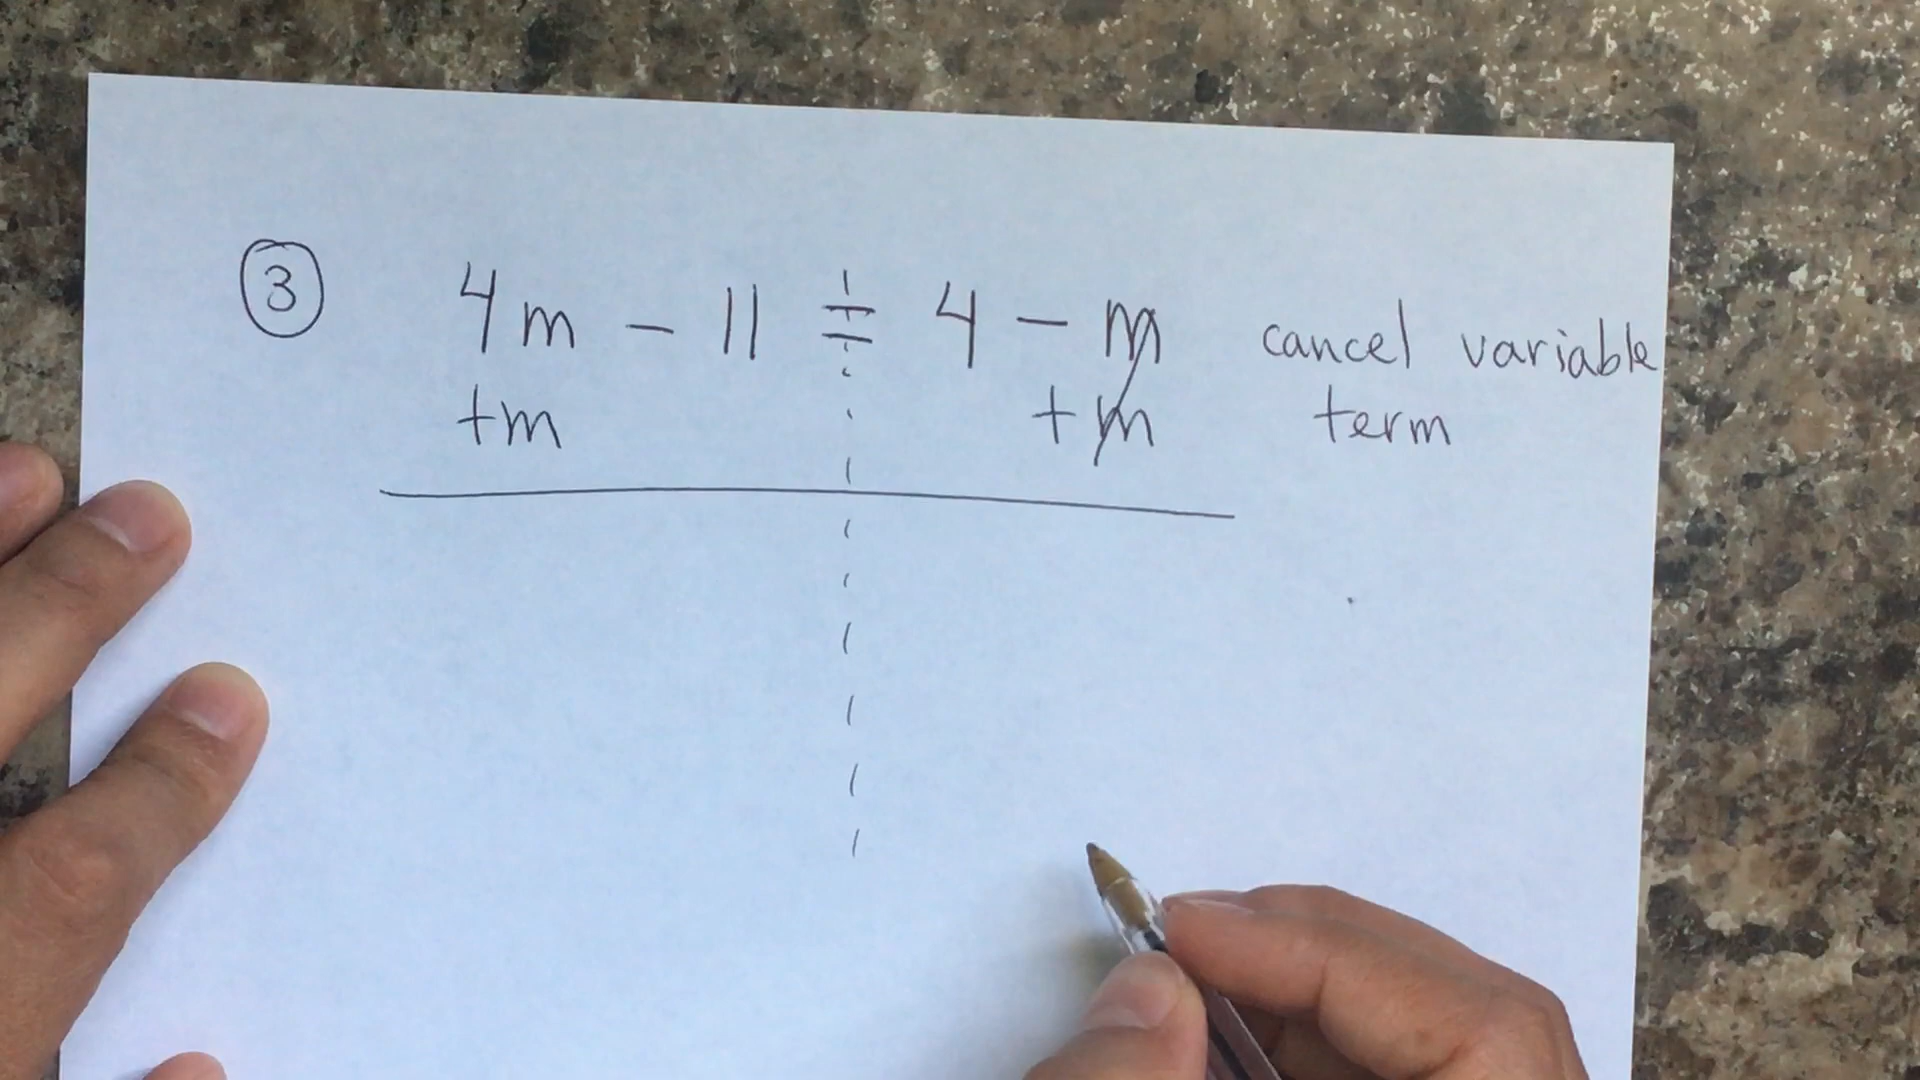 ③ 4m - 11 = 4 - m cancel variable
+m +m term